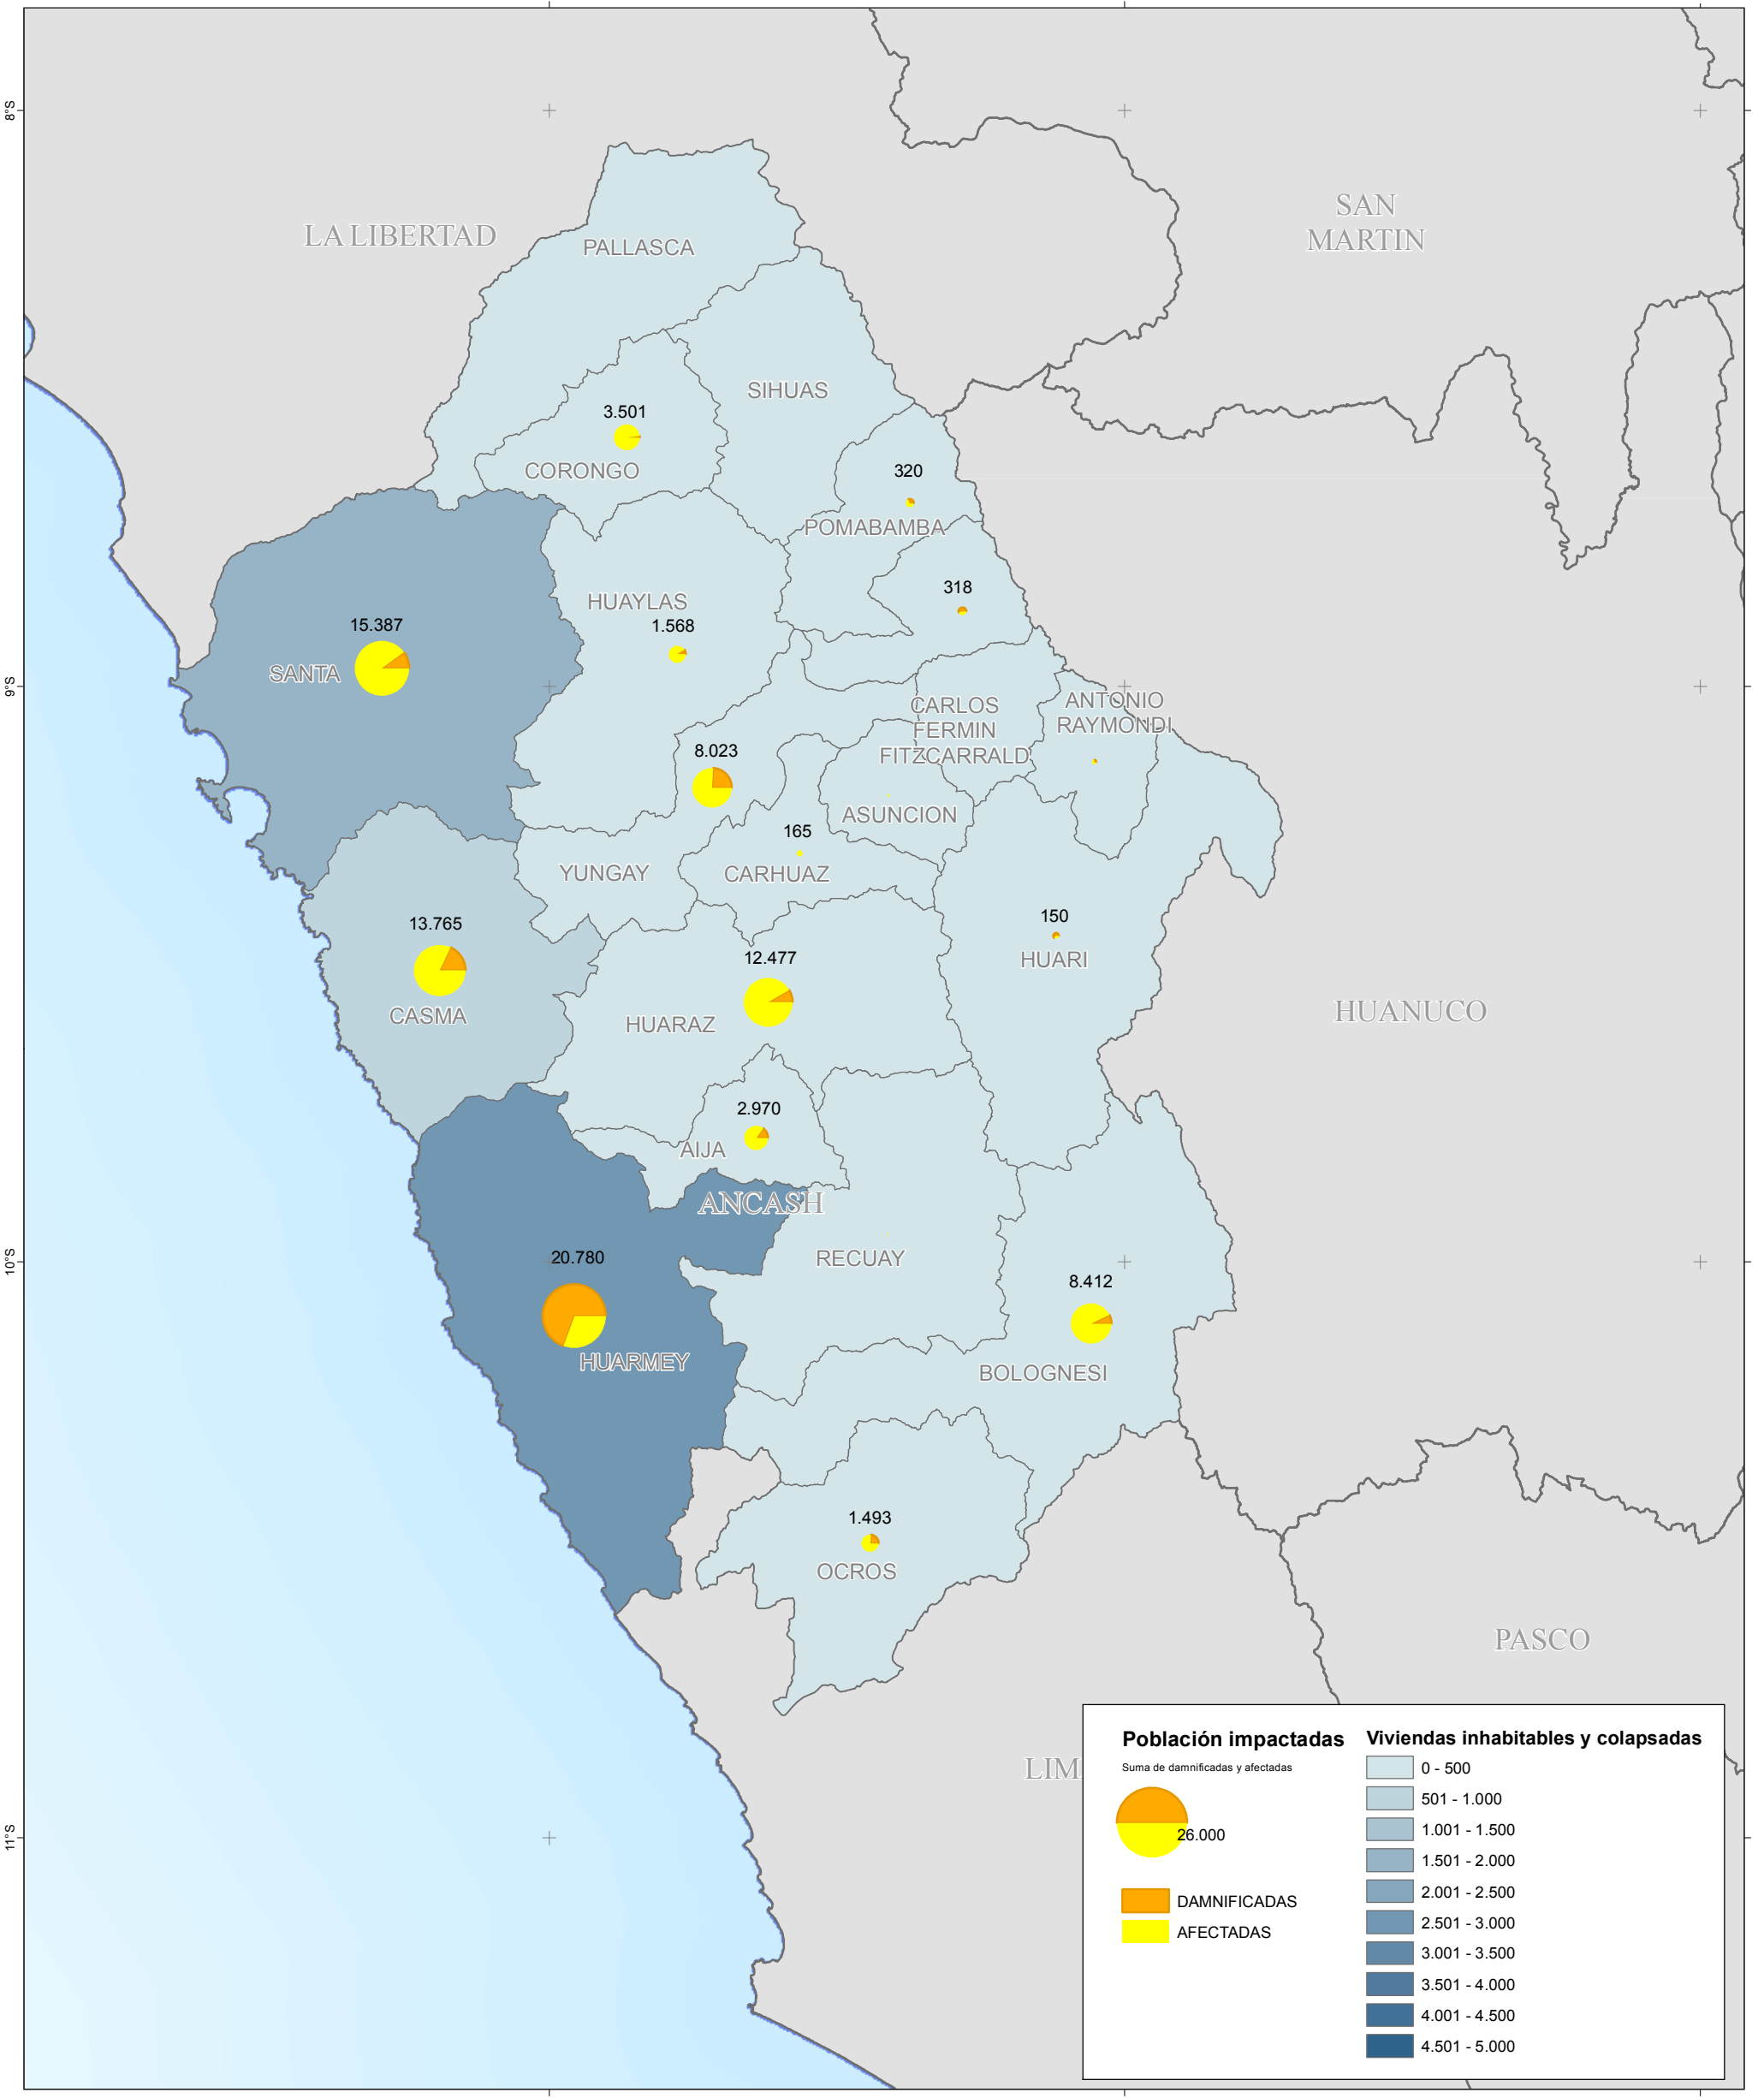 8°S
SAN
MARTIN
LA LIBERTAD
PALLASCA
SIHUAS
3.501
CORONGO
320
POMABAMBA
318
HUAYLAS
1.568
15.387
SANTA
9°S
CARLOS
FERMIN
FITZCARRALD
ANTONIO
RAYMONDI
8.023
ASUNCION
165
CARHUAZ
YUNGAY
150
HUARI
13.765
CASMA
12.477
HUARAZ
HUANUCO
2.970
AIJA
ANCASH
10°S
20.780
HUARMEY
RECUAY
8.412
BOLOGNESI
1.493
OCROS
PASCO
LIM
11°S
Población impactadas
Suma de damnificadas y afectadas
26.000
DAMNIFICADAS
AFECTADAS
Viviendas inhabitables y colapsadas
0 - 500
501 - 1.000
1.001 - 1.500
1.501 - 2.000
2.001 - 2.500
2.501 - 3.000
3.001 - 3.500
3.501 - 4.000
4.001 - 4.500
4.501 - 5.000